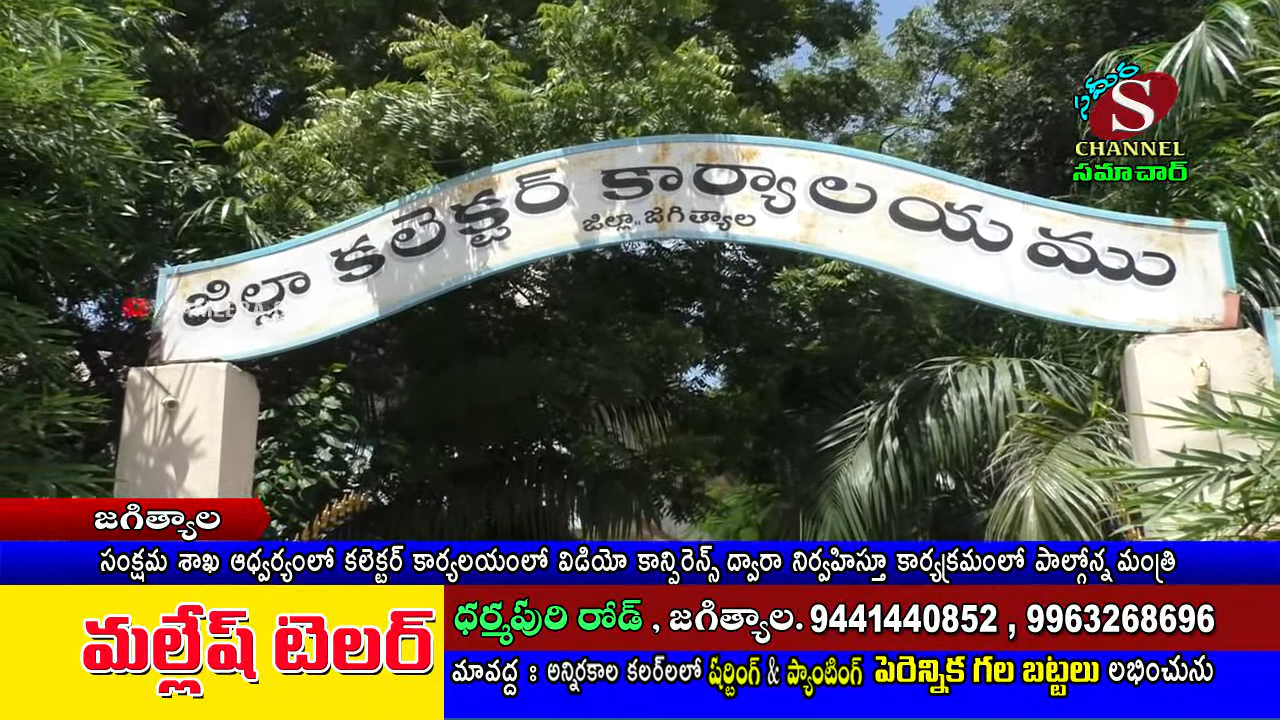 సమీర
S
CHANNEL
సమాచార్
జిల్లా కలెక్టర్ కార్యాలయము
జిల్లా,, జగిత్యాల
జగిత్యాల
సంక్షమ శాఖ ఆధ్వర్యంలో కలెక్టర్ కార్యలయంలో విడియో కాన్పిరెన్స్ ద్వారా నిర్వహిస్తూ కార్యక్రమంలో పాల్గోన్న మంత్రి
మల్లేష్ టెలర్
ధర్మపురి రోడ్ , జగిత్యాల. 9441440852 , 9963268696
మావద్ద : అన్నిరకాల కలర్‌లలో షర్టింగ్ & ప్యాంటింగ్ పెరెన్నిక గల బట్టలు లభించును